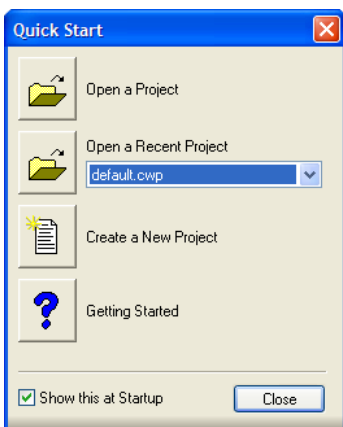 Quick Start
Open a Project
Open a Recent Project
default.cwp
Create a New Project
Getting Started
Show this at Startup
Close